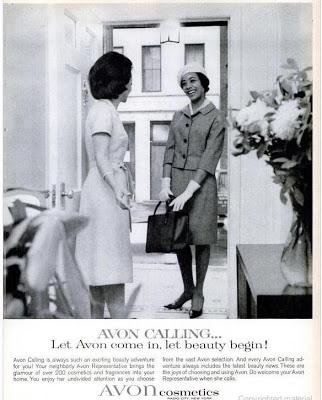 AVON CALLING...
Let Avon come in, let beauty begin!
Avon Calling is always such an exciting beauty adventure
for you! Your neighborly Avon Representative brings the
glamour of over 200 cosmetics and fragrances into your
home. You enjoy her undivided attention as you choose
from the vast Avon selection. And every Avon Calling ad-
venture always includes the latest beauty news. These are
the joys of choosing and using Avon. Do welcome your Avon
Representative when she calls.
AVON cosmetics
RADIO CITY, NEW YORK
Copyrighted material